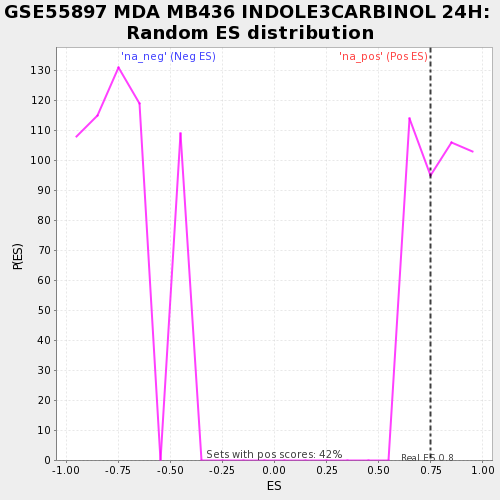 GSE55897 MDA MB436 INDOLE3CARBINOL 24H:
Random ES distribution
'na_neg' (Neg ES)
'na_pos' (Pos ES)
130
120
110
100
90
80
70
60
50
40
30
20
10
0
P(ES)
Sets with pos scores: 42%
Real ES 0.8
-1.00
-0.75
-0.50
-0.25
0.00
0.25
0.50
0.75
1.00
ES